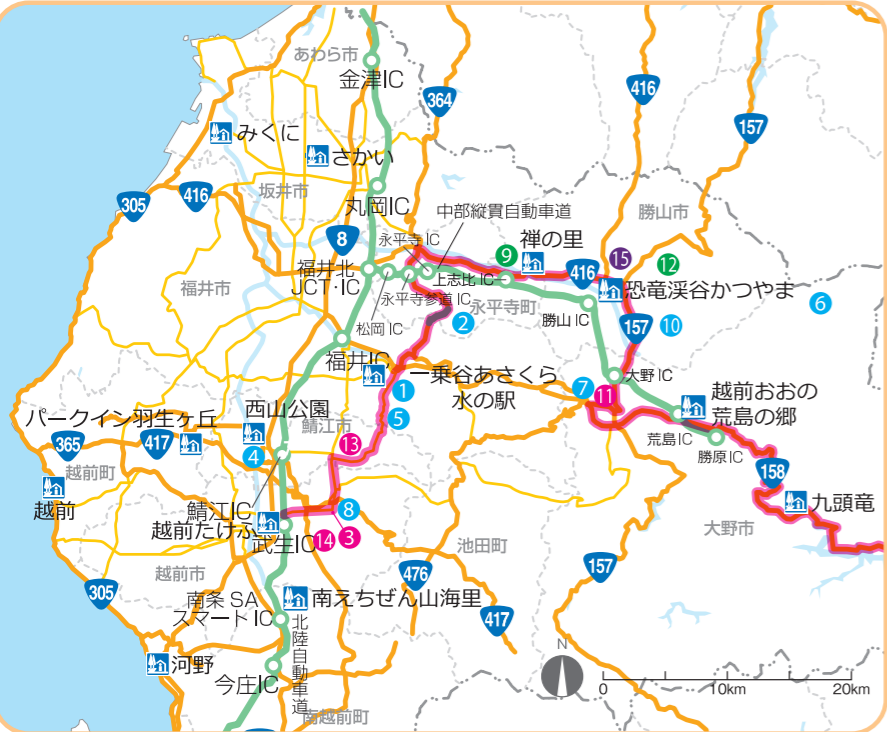 あわら市
金津IC
364
416
157
みくに
さかい
坂井市
305
416
丸岡IC
中部縦貫自動車道
勝山市
8
永平寺IC
禅の里
9
15
12
416
福井北
JCT・IC
上志比IC
恐竜渓谷かつやま
永平寺参道IC
永平寺町
福井市
松岡IC
2
勝山IC
157
10
6
福井IC
大野IC
1
一乗谷あさくら
水の駅
7
11
越前おおの
荒島の郷
5
パークイン羽生ヶ丘
西山公園
鯖江市
365
417
4
13
荒島IC
勝原IC
越前町
158
越前
鯖江IC
8
九頭竜
越前たけふ
武生IC
14
3
大野市
池田町
越前市
476
157
305
南条SA
スマートIC
南えちぜん山海里
417
北陸自動車道
N
河野
今庄IC
0
10km
20km
南越前町